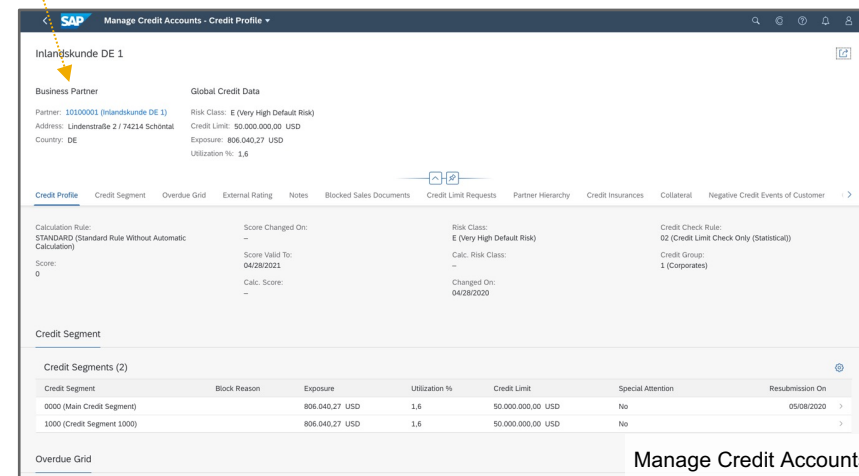 SAP Manage Credit Accounts - Credit Profile
Inlandskunde DE 1
Business Partner Global Credit Data
Partner: 10100001 (Inlandskunde DE 1) Risk Class: E (Very High Default Risk)
Address: Lindenstraße 2 / 74214 Schöntal Credit Limit: 50.000.000,00 USD
Country: DE Exposure: 806.040,27 USD
Utilization %: 1,6
Credit Profile Credit Segment Overdue Grid External Rating Notes Blocked Sales Documents Credit Limit Requests Partner Hierarchy Credit Insurances Collateral Negative Credit Events of Customer
Calculation Rule: Score Changed On: Risk Class: Credit Check Rule:
STANDARD (Standard Rule Without Automatic – E (Very High Default Risk) 02 (Credit Limit Check Only (Statistical))
Calculation) Score Valid To: Calc. Risk Class: Credit Group:
Score: 04/28/2021 – 1 (Corporates)
0 Calc. Score: Changed On:
– 04/28/2020
Credit Segment
Credit Segments (2)
Credit Segment Block Reason Exposure Utilization % Credit Limit Special Attention Resubmission On
0000 (Main Credit Segment) 806.040,27 USD 1,6 50.000.000,00 USD No 05/08/2020
1000 (Credit Segment 1000) 806.040,27 USD 1,6 50.000.000,00 USD No
Overdue Grid
Manage Credit Account